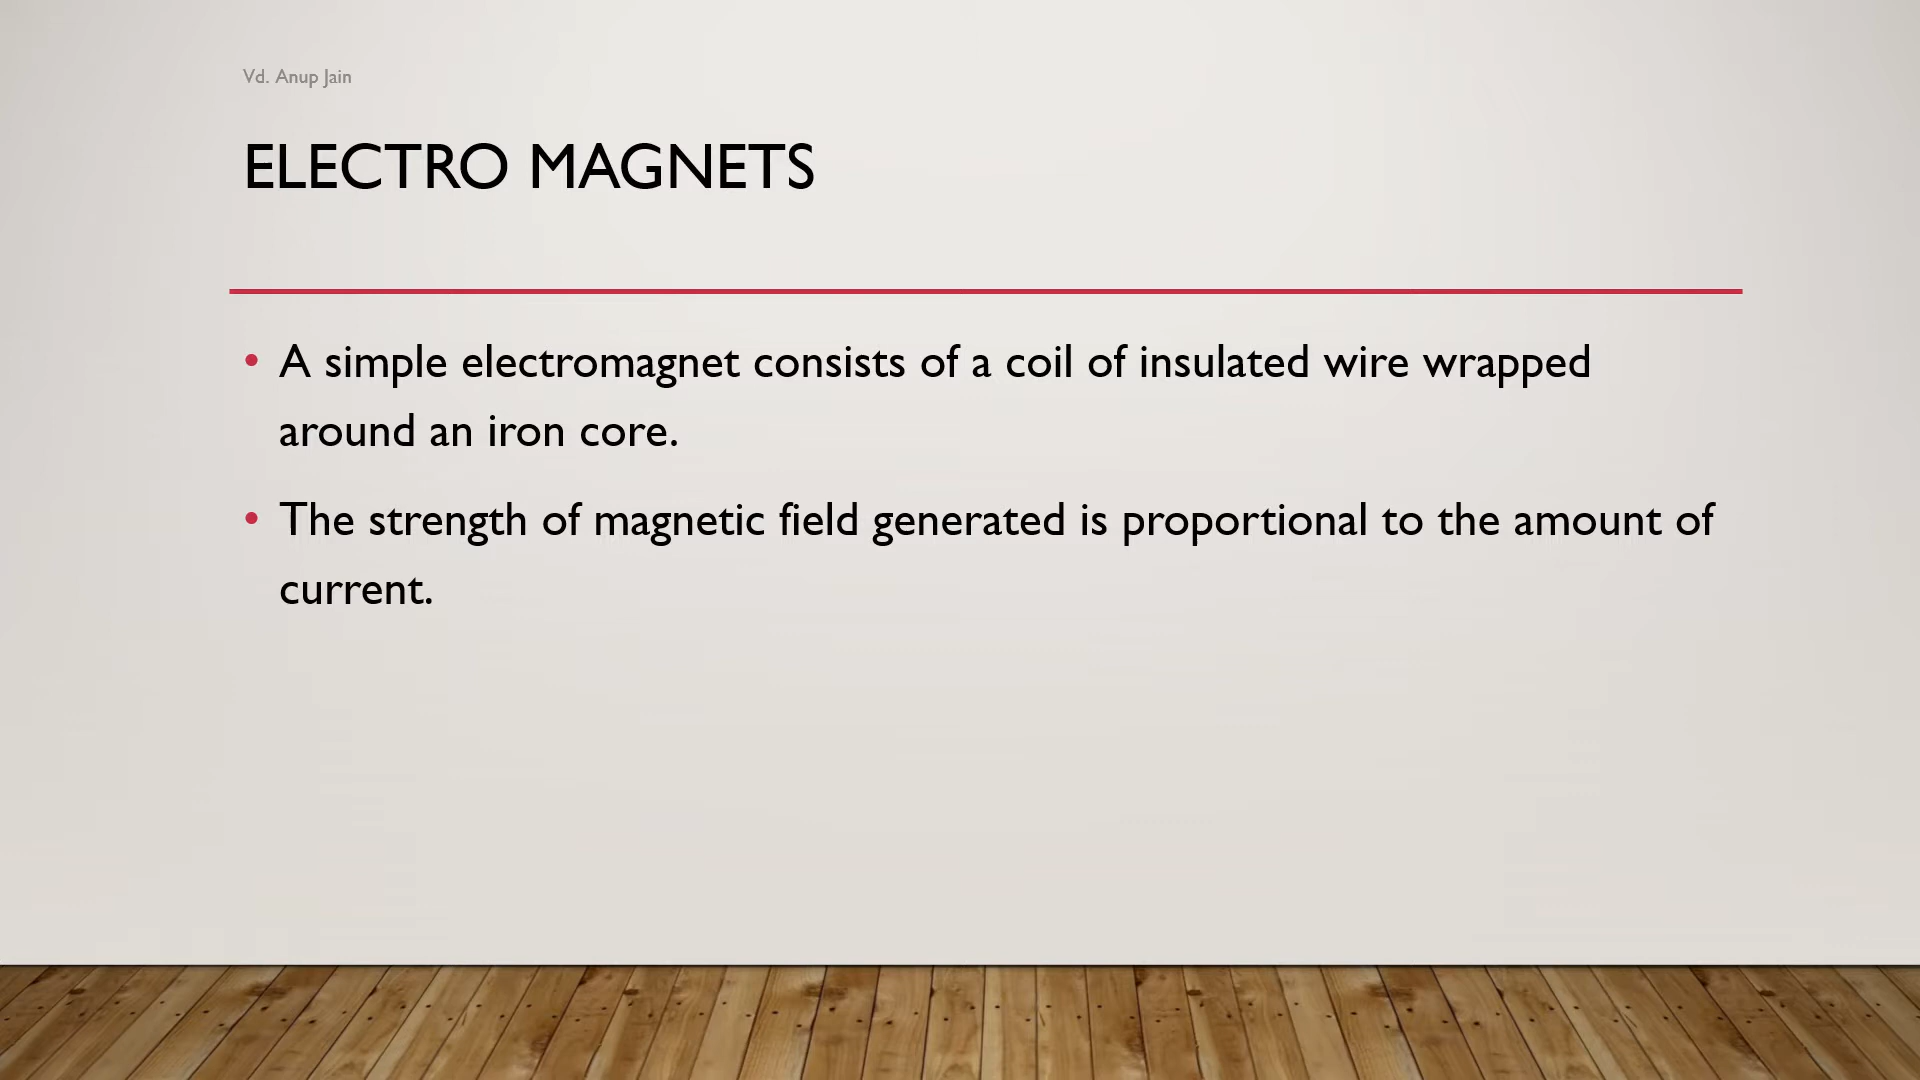 Vd. Anup Jain
ELECTRO MAGNETS
• A simple electromagnet consists of a coil of insulated wire wrapped
around an iron core.
• The strength of magnetic field generated is proportional to the amount of
current.